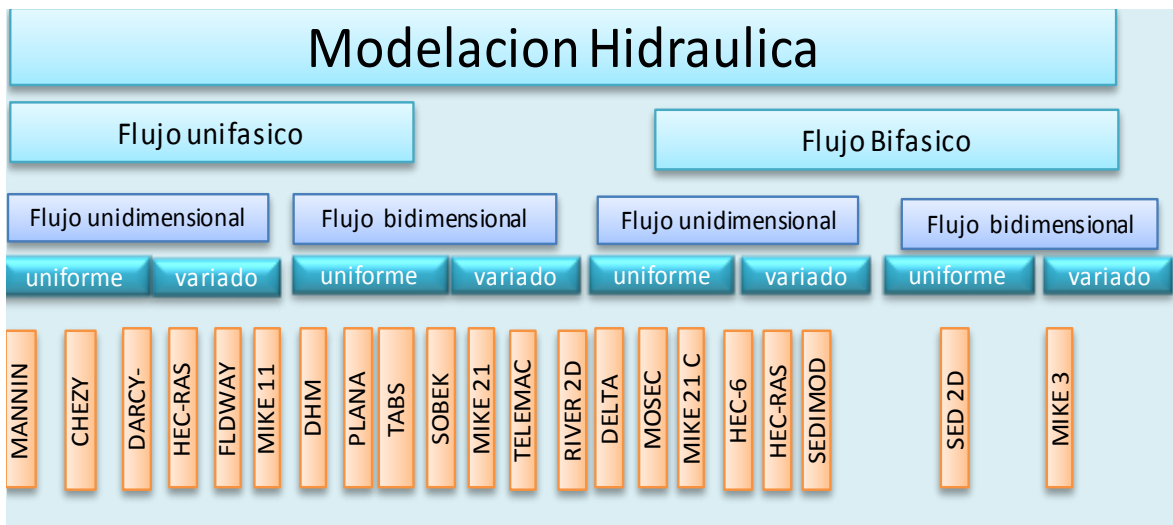 Modelacion Hidraulica
Flujo unifasico
Flujo Bifasico
Flujo unidimensional
Flujo bidimensional
Flujo unidimensional
Flujo bidimensional
uniforme
variado
uniforme
variado
uniforme
variado
uniforme
variado
MANNIN
CHEZY
DARCY-
HEC-RAS
FLDWAY
MIKE 11
DHM
PLANA
TABS
SOBEK
MIKE 21
TELEMAC
RIVER 2D
DELTA
MOSEC
MIKE 21 C
HEC-6
HEC-RAS
SEDIMOD
SED 2D
MIKE 3